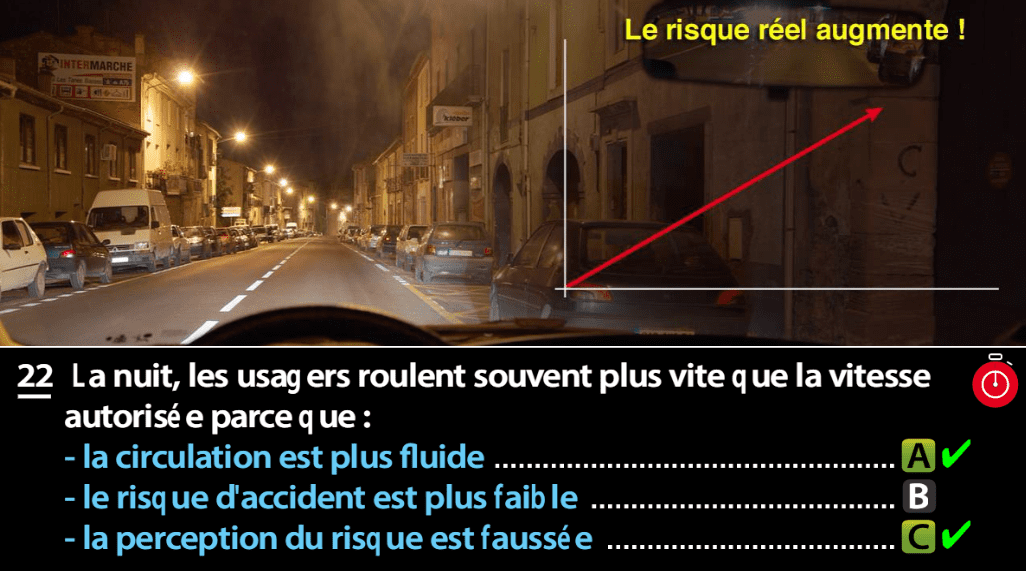 Le risque réel augmente !
INTERMARCHE
Kleber
22 La nuit, les usagers roulent souvent plus vite que la vitesse
autorisée parce que :
- la circulation est plus fluide ................................................ A ✔
- le risque d'accident est plus faible .................................... B
- la perception du risque est faussée .................................. C ✔